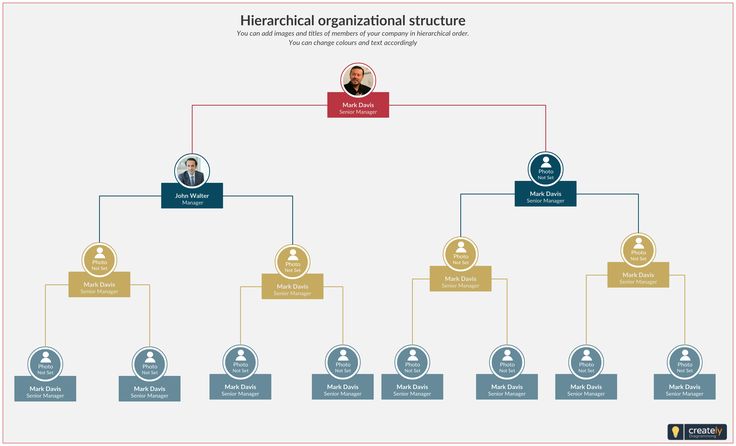 Hierarchical organizational structure
You can add images and titles of members of your company in hierarchical order.
You can change colours and text accordingly
Mark Davis
Senior Manager
John Walter
Manager
Photo
Not Set
Mark Davis
Senior Manager
Photo
Not Set
Mark Davis
Senior Manager
Photo
Not Set
Mark Davis
Senior Manager
Photo
Not Set
Mark Davis
Senior Manager
Photo
Not Set
Mark Davis
Senior Manager
Photo
Not Set
Mark Davis
Senior Manager
Photo
Not Set
Mark Davis
Senior Manager
Photo
Not Set
Mark Davis
Senior Manager
Photo
Not Set
Mark Davis
Senior Manager
Photo
Not Set
Mark Davis
Senior Manager
Photo
Not Set
Mark Davis
Senior Manager
Photo
Not Set
Mark Davis
Senior Manager
Photo
Not Set
Mark Davis
Senior Manager
creately
Diagramming